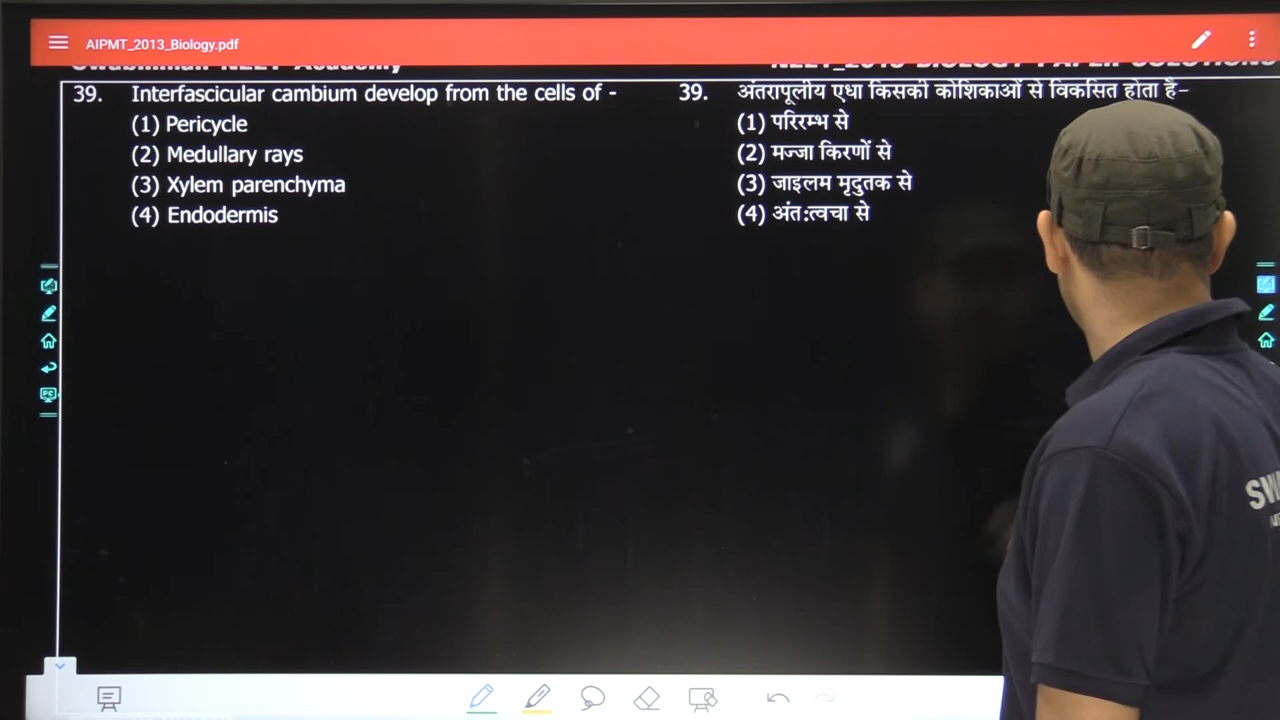 AIPMT_2013_Biology.pdf
39. Interfascicular cambium develop from the cells of -
(1) Pericycle
(2) Medullary rays
(3) Xylem parenchyma
(4) Endodermis
39. अंतरापूलीय एधा किसकी कोशिकाओं से विकसित होता है-
(1) परिरम्भ से
(2) मज्जा किरणों से
(3) जाइलम मृदुतक से
(4) अंत:त्वचा से
PC